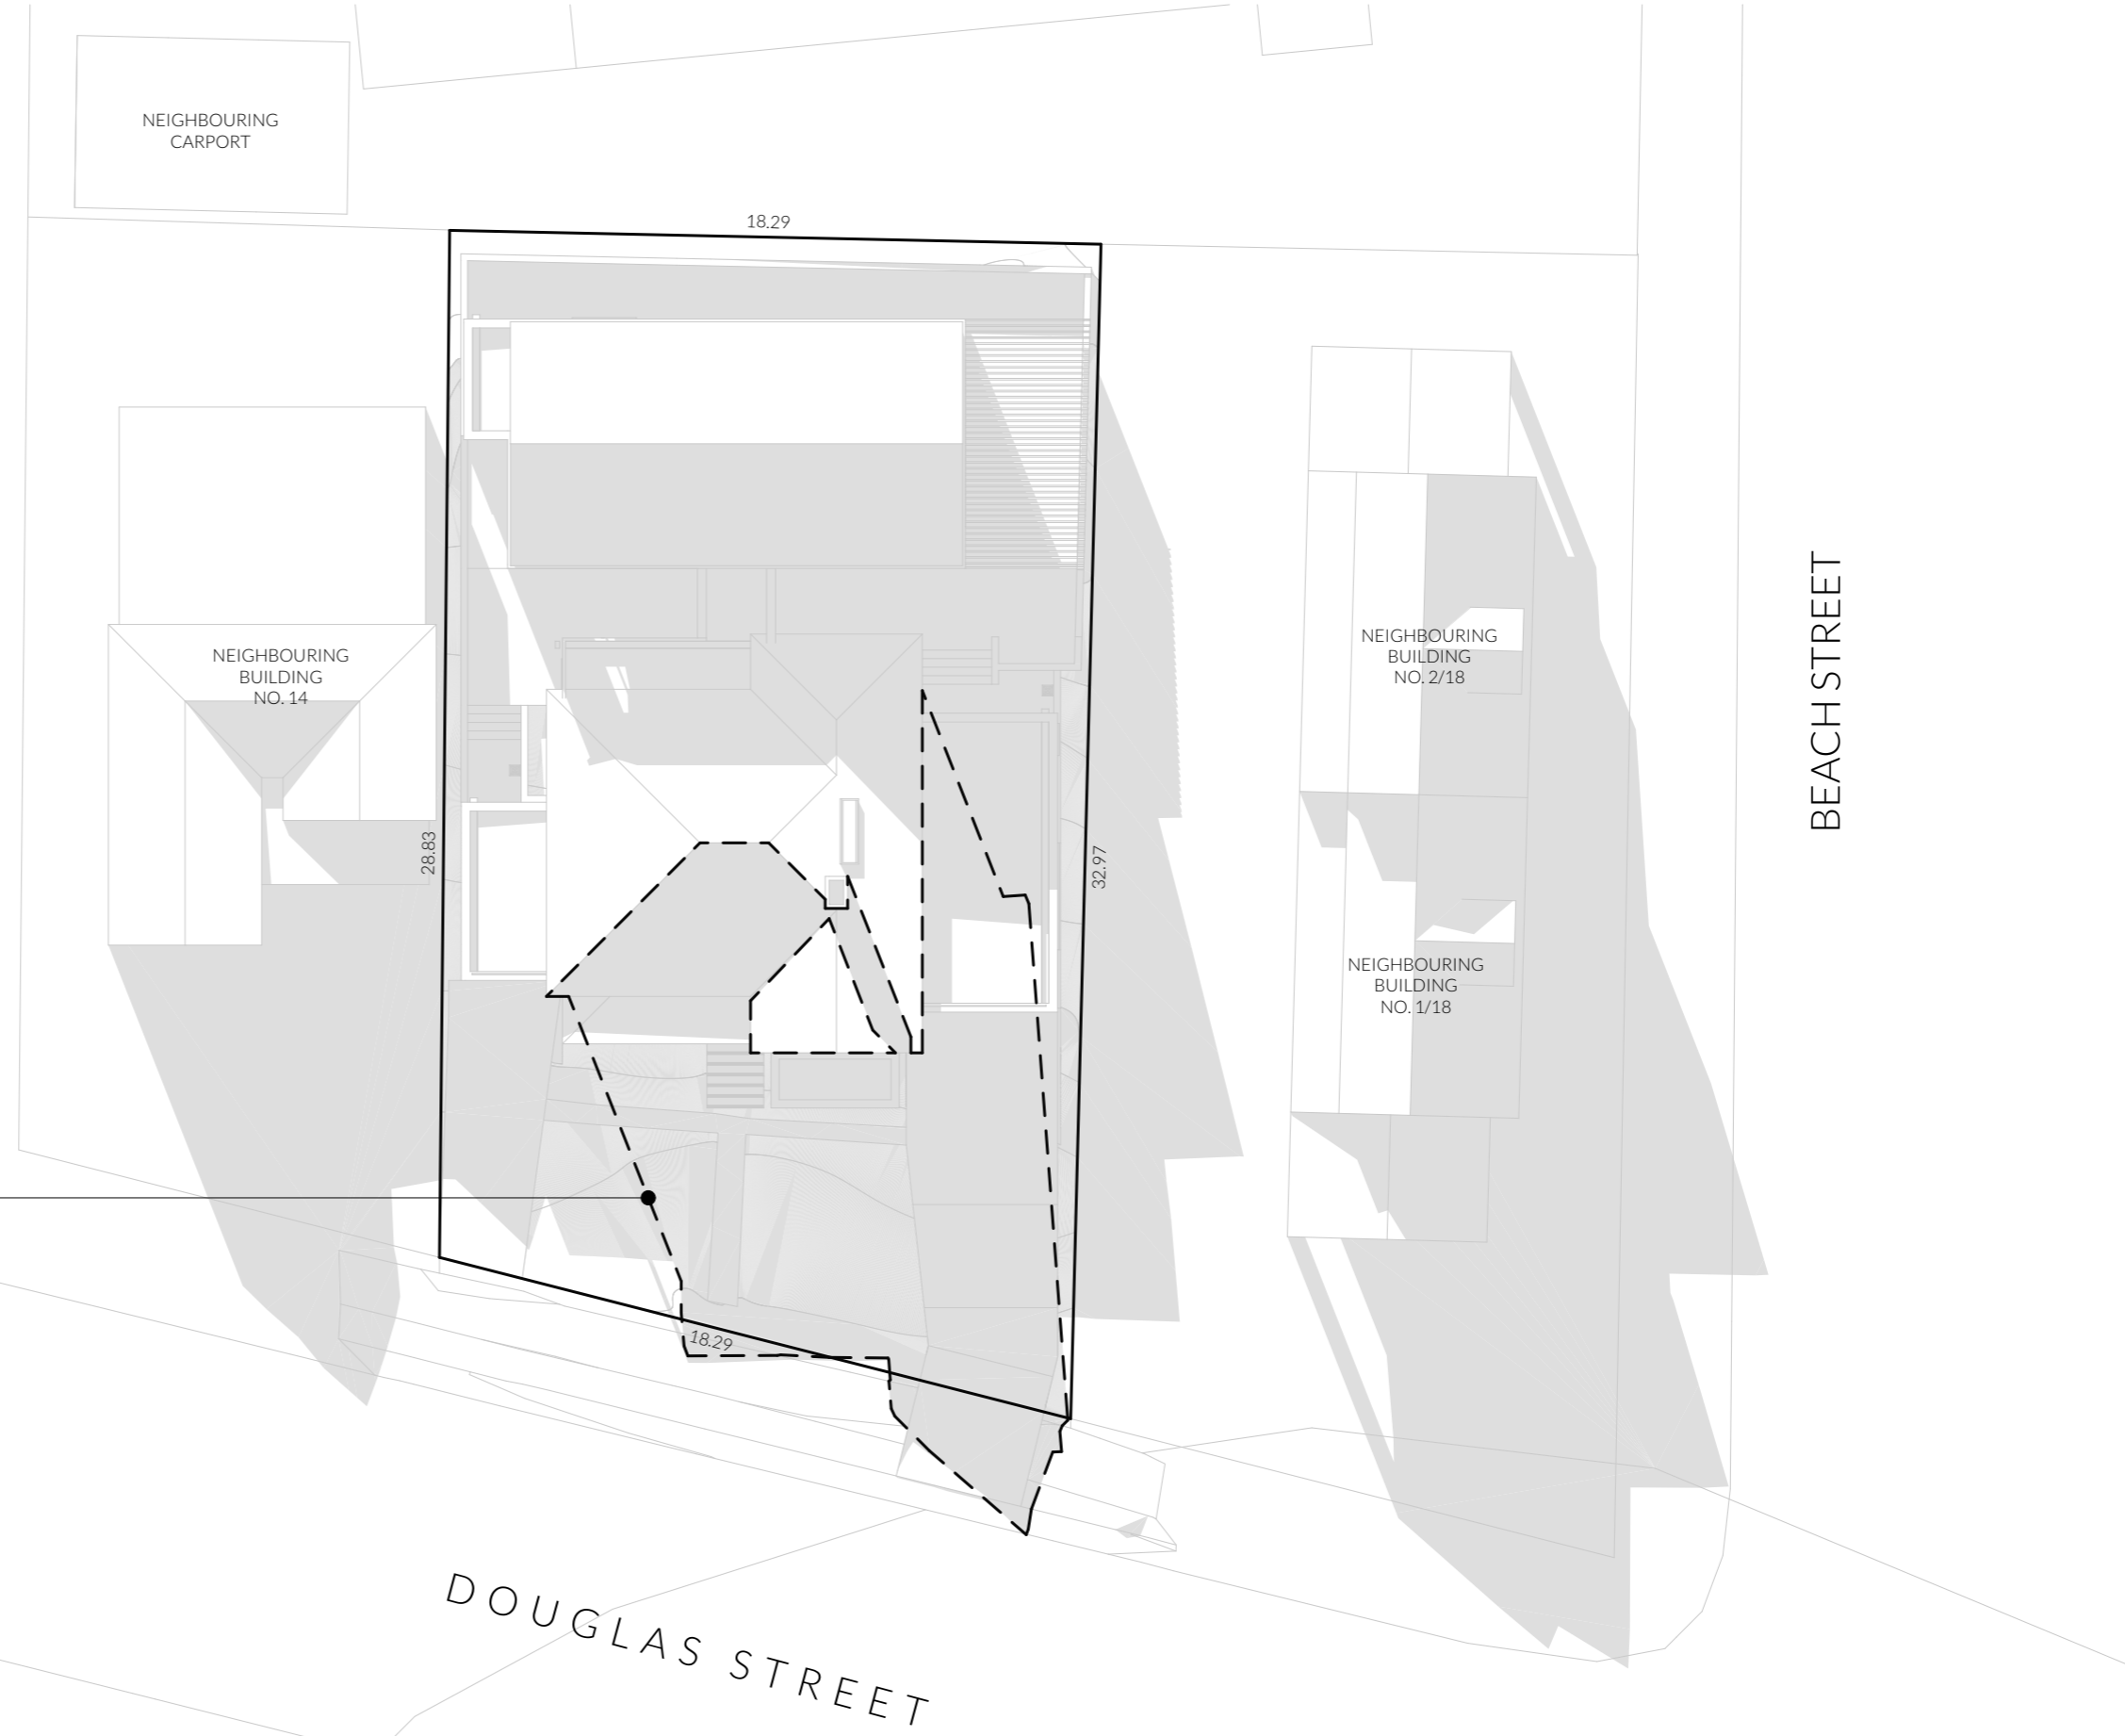 NEIGHBOURING
CARPORT
18.29
NEIGHBOURING
BUILDING
NO. 14
NEIGHBOURING
BUILDING
NO. 2/18
BEACH STREET
28.83
32.97
NEIGHBOURING
BUILDING
NO. 1/18
18.29
DOUGLAS STREET